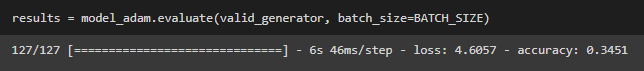 results = model_adam.evaluate(valid_generator, batch_size=BATCH_SIZE)
127/127 [==============================] - 6s 46ms/step - loss: 4.6057 - accuracy: 0.3451